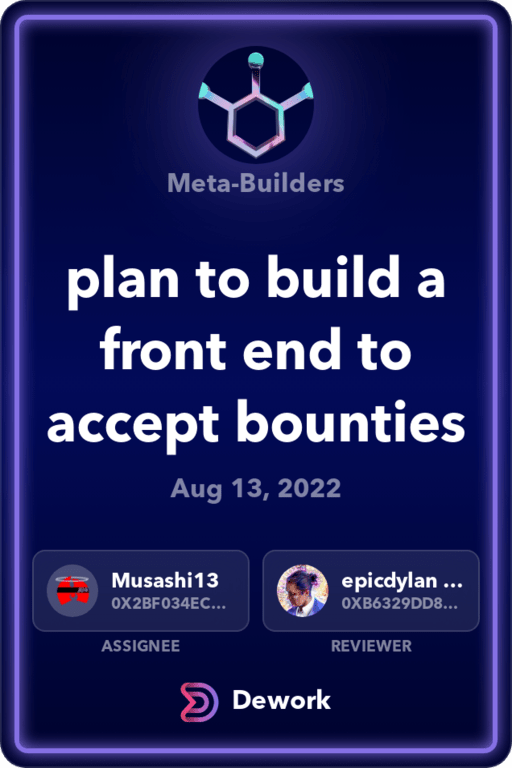 Meta-Builders
plan to build a
front end to
accept bounties
Aug 13, 2022
Musashi13
0X2BF034EC...
ASSIGNEE
epicdylan ...
0XB6329DD8...
REVIEWER
Dework